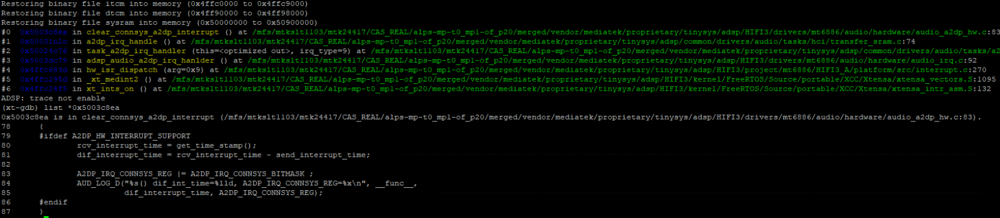 Restoring binary file itcm into memory (0x4ffc0000 to 0x4ffc9000)
Restoring binary file dtcm into memory (0x4ff90000 to 0x4ff98000)
Restoring binary file sysram into memory (0x50000000 to 0x50900000)
#0 0x5003c8ea in clear_connsys_a2dp_interrupt () at /mfs/mtkslt1103/mtk24417/CAS_REAL/alps-mp-t0_mp1-of_p20/merged/vendor/mediatek/proprietary/tinysys/adsp/HIFI3/drivers/mt6886/audio/hardware/audio_a2dp_hw.c:83
#1 in a2dp_irq_handle () at /mfs/mtkslt1103/mtk24417/CAS_REAL/alps-mp-t0_mp1-of_p20/merged/vendor/mediatek/proprietary/tinysys/adsp/common/drivers/audio/tasks/hci/transfer_sram.c:74
#2 in task_a2dp_irq_handler (this=<optimized out>, irq_type=9) at /mfs/mtkslt1103/mtk24417/CAS_REAL/alps-mp-t0_mp1-of_p20/merged/vendor/mediatek/proprietary/tinysys/adsp/common/drivers/audio/tasks/a2
#3 in adsp_audio_a2dp_irq_hanlder () at /mfs/mtkslt1103/mtk24417/CAS_REAL/alps-mp-t0_mp1-of_p20/merged/vendor/mediatek/proprietary/tinysys/adsp/HIFI3/drivers/mt6886/audio/hardware/audio_irq.c:92
#4 in hw_isr_dispatch (arg=0x9) at /mfs/mtkslt1103/mtk24417/CAS_REAL/alps-mp-t0_mp1-of_p20/merged/vendor/mediatek/proprietary/tinysys/adsp/HIFI3/project/mt6886/HIFI3_A/platform/src/interrupt.c:270
#5 in _xt_medint2 () at /mfs/mtkslt1103/mtk24417/CAS_REAL/alps-mp-t0_mp1-of_p20/merged/vendor/mediatek/proprietary/tinysys/adsp/HIFI3/kernel/FreeRTOS/Source/portable/XCC/Xtensa/xtensa_vectors.S:1095
#6 in xt_ints_on () at /mfs/mtkslt1103/mtk24417/CAS_REAL/alps-mp-t0_mp1-of_p20/merged/vendor/mediatek/proprietary/tinysys/adsp/HIFI3/kernel/FreeRTOS/Source/portable/XCC/Xtensa/xtensa_intr_asm.S:132
ADSP: trace not enable
(xt-gdb) list *0x5003c8ea
0x5003c8ea is in clear_connsys_a2dp_interrupt (/mfs/mtkslt1103/mtk24417/CAS_REAL/alps-mp-t0_mp1-of_p20/merged/vendor/mediatek/proprietary/tinysys/adsp/HIFI3/drivers/mt6886/audio/hardware/audio_a2dp_hw.c:83).
78 {
79 #ifdef A2DP_HW_INTERRUPT_SUPPORT
80 rcv_interrupt_time = get_time_stamp();
81 dif_interrupt_time = rcv_interrupt_time - send_interrupt_time;
82
83 A2DP_IRQ_CONNSYS_REG |= A2DP_IRQ_CONNSYS_BITMASK ;
84 AUD_LOG_D("%s() dif_int_time=%lld, A2DP_IRQ_CONNSYS_REG=%x\n", __func__,
85 dif_interrupt_time, A2DP_IRQ_CONNSYS_REG);
86 #endif
87 }